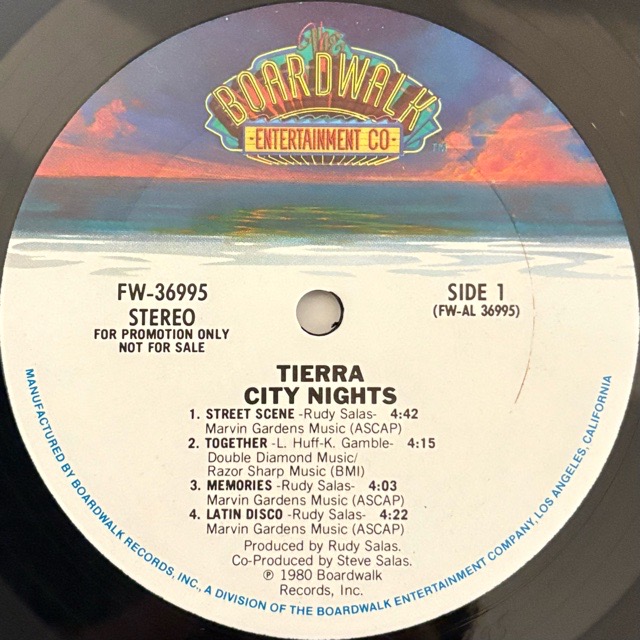 The
BOARDWALK
-ENTERTAINMENT CO-
TM
FW-36995
STEREO
FOR PROMOTION ONLY
NOT FOR SALE
SIDE 1
(FW-AL 36995)
TIERRA
CITY NIGHTS
1. STREET SCENE -Rudy Salas- 4:42
Marvin Gardens Music (ASCAP)
2. TOGETHER -L. Huff-K. Gamble- 4:15
Double Diamond Music/
Razor Sharp Music (BMI)
3. MEMORIES -Rudy Salas- 4:03
Marvin Gardens Music (ASCAP)
4. LATIN DISCO -Rudy Salas- 4:22
Marvin Gardens Music (ASCAP)
Produced by Rudy Salas.
Co-Produced by Steve Salas.
℗ 1980 Boardwalk
Records, Inc.
MANUFACTURED BY BOARDWALK RECORDS, INC., A DIVISION OF THE BOARDWALK ENTERTAINMENT COMPANY, LOS ANGELES, CALIFORNIA